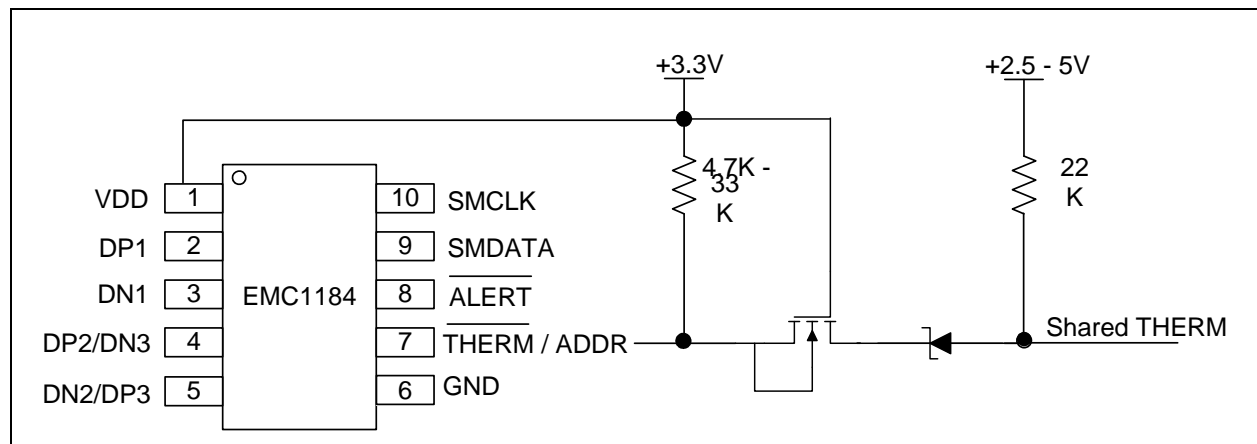 +3.3V
+2.5 - 5V
4.7K -
33
K
22
K
VDD
1
10
SMCLK
DP1
2
9
SMDATA
DN1
3
EMC1184
8
ALERT
DP2/DN3
4
7
THERM / ADDR
Shared THERM
DN2/DP3
5
6
GND